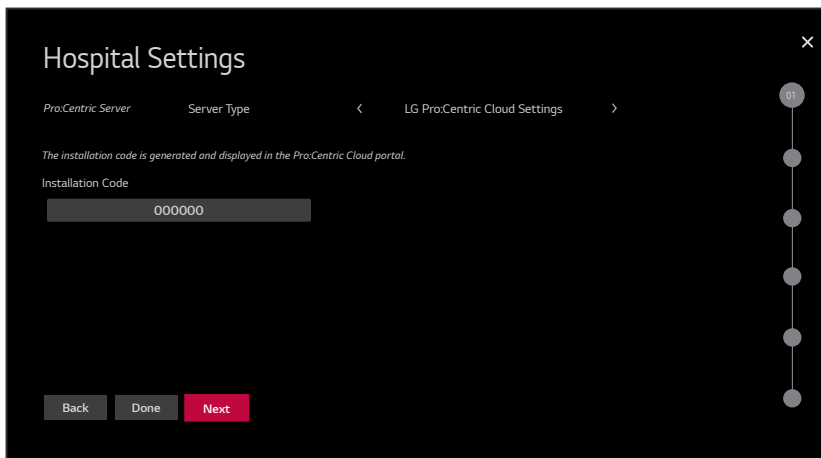 Hospital Settings
Pro:Centric Server Server Type < LG Pro:Centric Cloud Settings >
01
The installation code is generated and displayed in the Pro:Centric Cloud portal.
Installation Code
000000
Back Done Next